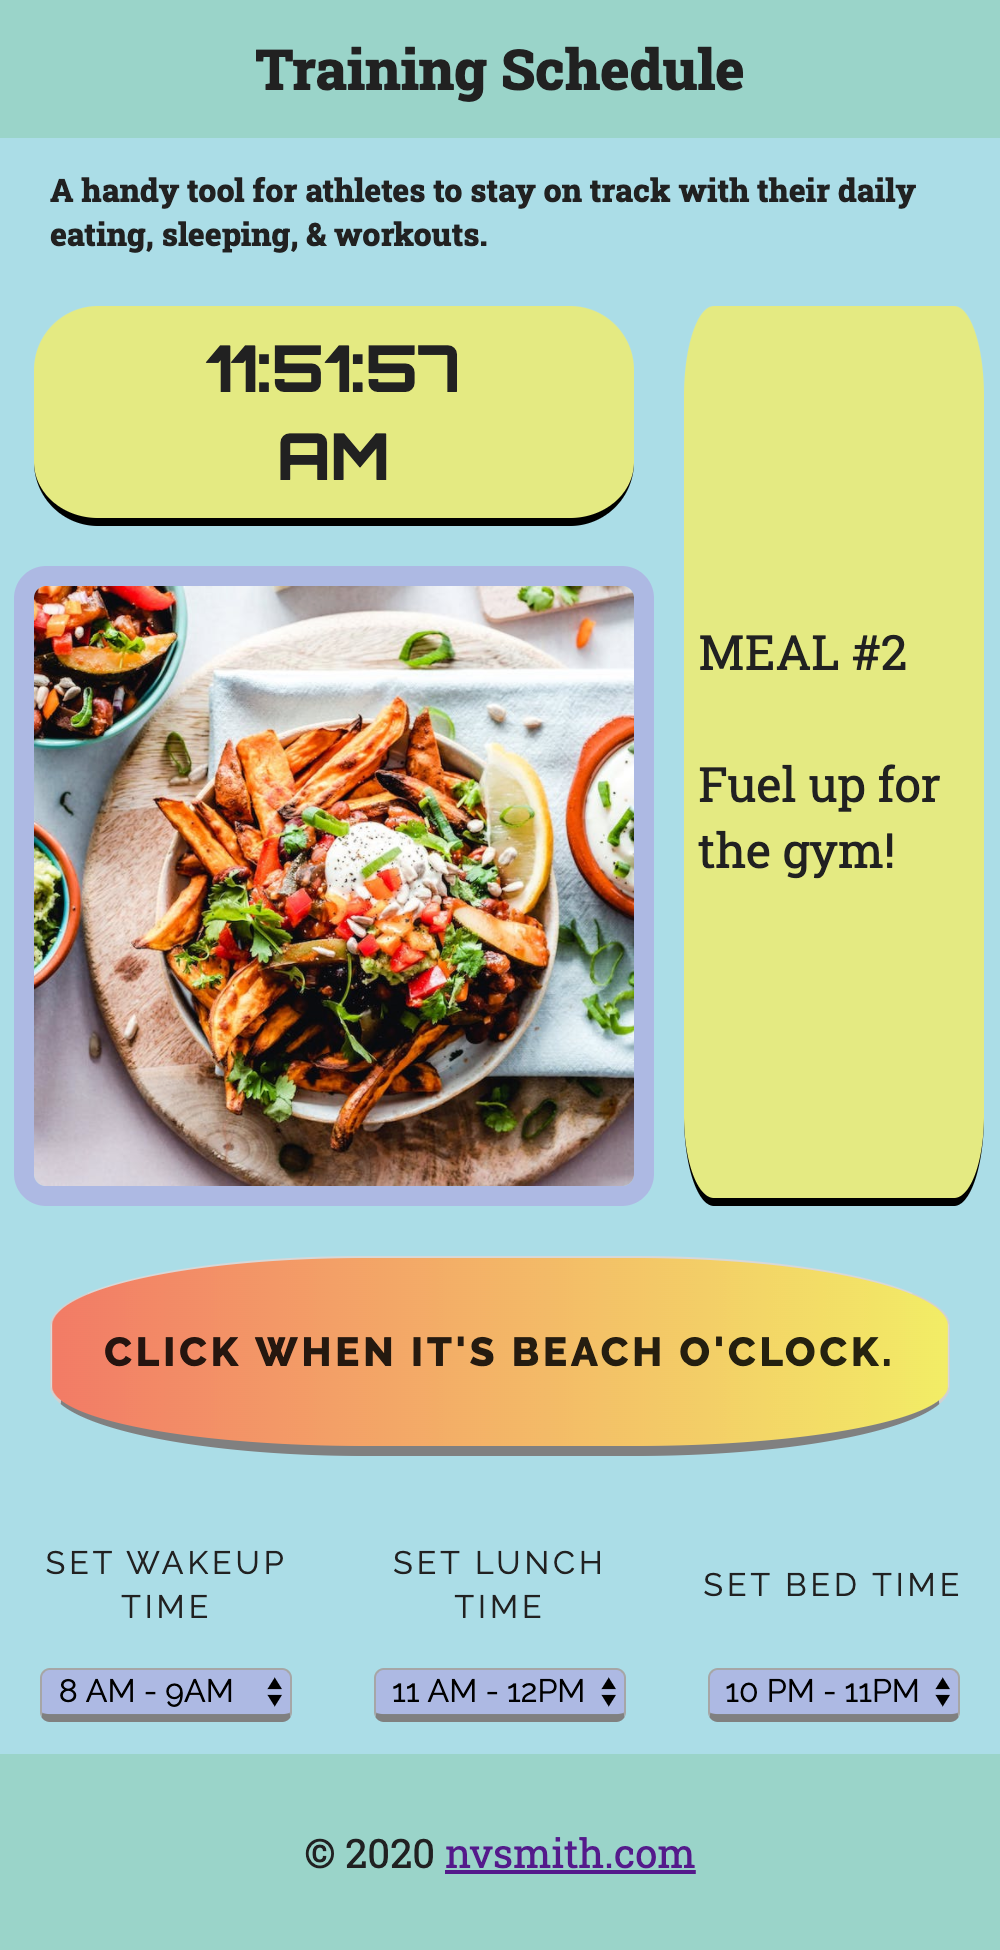 Training Schedule
A handy tool for athletes to stay on track with their daily
eating, sleeping, & workouts.
11:51:57
AM
MEAL #2
Fuel up for
the gym!
CLICK WHEN IT'S BEACH O'CLOCK.
SET WAKEUP
TIME
8 AM - 9AM
SET LUNCH
TIME
11 AM - 12PM
SET BED TIME
10 PM - 11PM
© 2020 nvsmith.com